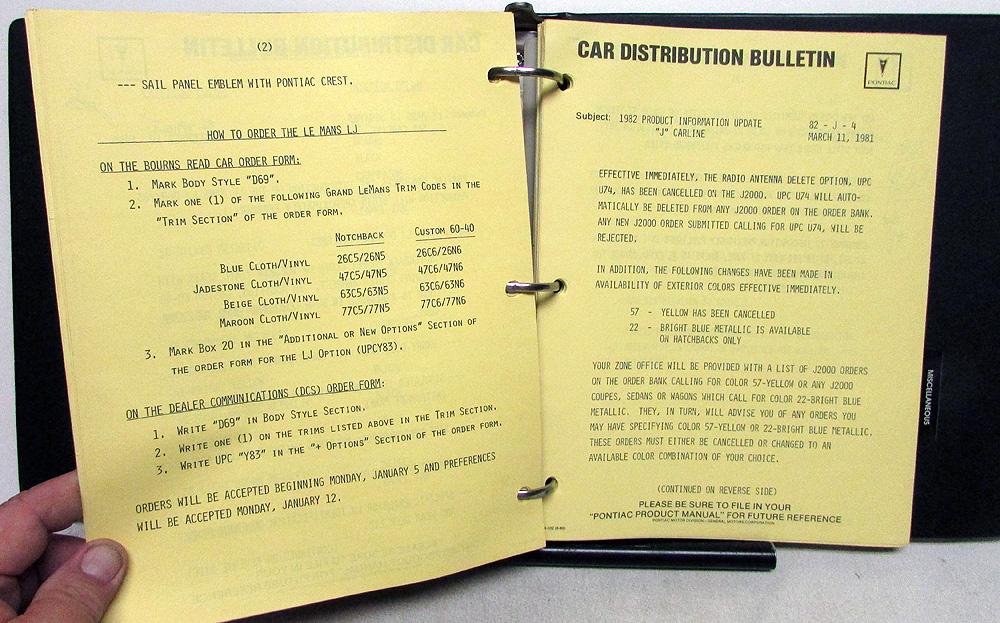 (2)
--- SAIL PANEL EMBLEM WITH PONTIAC CREST.
HOW TO ORDER THE LE MANS LJ
ON THE BOURNS READ CAR ORDER FORM:
1. MARK BODY STYLE "D69".
2. MARK ONE (1) OF THE FOLLOWING GRAND LEMANS TRIM CODES IN THE
"TRIM SECTION" OF THE ORDER FORM.
NOTCHBACK CUSTOM 60-40
BLUE CLOTH/VINYL 26C5/26N5 26C6/26N6
JADESTONE CLOTH/VINYL 47C5/47N5 47C6/47N6
BEIGE CLOTH/VINYL 63C5/63N5 63C6/63N6
MAROON CLOTH/VINYL 77C5/77N5 77C6/77N6
3. MARK BOX 20 IN THE "ADDITIONAL OR NEW OPTIONS" SECTION OF
THE ORDER FORM FOR THE LJ OPTION (UPCY83).
ON THE DEALER COMMUNICATIONS (DCS) ORDER FORM:
1. WRITE "D69" IN BODY STYLE SECTION.
2. WRITE ONE (1) ON THE TRIMS LISTED ABOVE IN THE TRIM SECTION.
3. WRITE UPC "Y83" IN THE "+ OPTIONS" SECTION OF THE ORDER FORM.
ORDERS WILL BE ACCEPTED BEGINNING MONDAY, JANUARY 5 AND PREFERENCES
WILL BE ACCEPTED MONDAY, JANUARY 12.
CAR DISTRIBUTION BULLETIN
PONTIAC
Subject: 1982 PRODUCT INFORMATION UPDATE 82 - J - 4
"J" CARLINE MARCH 11, 1981
EFFECTIVE IMMEDIATELY, THE RADIO ANTENNA DELETE OPTION, UPC
U74, HAS BEEN CANCELLED ON THE J2000. UPC U74 WILL AUTO-
MATICALLY BE DELETED FROM ANY J2000 ORDER ON THE ORDER BANK.
ANY NEW J2000 ORDER SUBMITTED CALLING FOR UPC U74, WILL BE
REJECTED.
IN ADDITION, THE FOLLOWING CHANGES HAVE BEEN MADE IN
AVAILABILITY OF EXTERIOR COLORS EFFECTIVE IMMEDIATELY.
57 - YELLOW HAS BEEN CANCELLED
22 - BRIGHT BLUE METALLIC IS AVAILABLE
ON HATCHBACKS ONLY
YOUR ZONE OFFICE WILL BE PROVIDED WITH A LIST OF J2000 ORDERS
ON THE ORDER BANK CALLING FOR COLOR 57-YELLOW OR ANY J2000
COUPES, SEDANS OR WAGONS WHICH CALL FOR COLOR 22-BRIGHT BLUE
METALLIC. THEY, IN TURN, WILL ADVISE YOU OF ANY ORDERS YOU
MAY HAVE SPECIFYING COLOR 57-YELLOW OR 22-BRIGHT BLUE METALLIC.
THESE ORDERS MUST EITHER BE CANCELLED OR CHANGED TO AN
AVAILABLE COLOR COMBINATION OF YOUR CHOICE.
(CONTINUED ON REVERSE SIDE)
PLEASE BE SURE TO FILE IN YOUR
"PONTIAC PRODUCT MANUAL" FOR FUTURE REFERENCE
PONTIAC MOTOR DIVISION - GENERAL MOTORS CORPORATION
MISCELLANEOUS